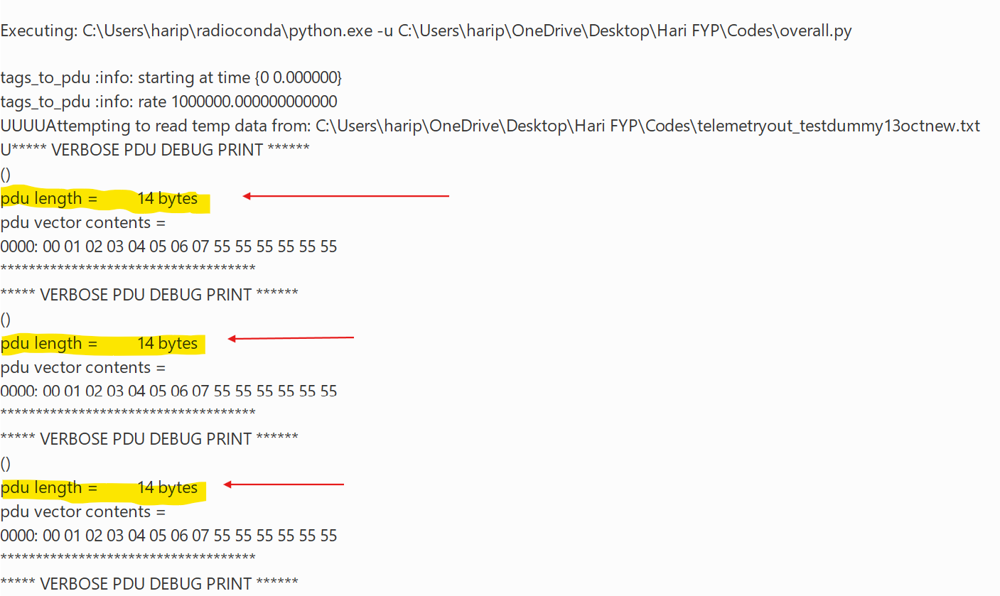 Executing: C:\Users\harip\radioconda\python.exe -u C:\Users\harip\OneDrive\Desktop\Hari FYP\Codes\overall.py
tags_to_pdu :info: starting at time {0 0.000000}
tags_to_pdu :info: rate 1000000.000000000000
UUUUAttempting to read temp data from: C:\Users\harip\OneDrive\Desktop\Hari FYP\Codes\telemetryout_testdummy13octnew.txt
U***** VERBOSE PDU DEBUG PRINT ******
()
pdu length = 14 bytes
pdu vector contents =
0000: 00 01 02 03 04 05 06 07 55 55 55 55 55 55
************************************
***** VERBOSE PDU DEBUG PRINT ******
()
pdu length = 14 bytes
pdu vector contents =
0000: 00 01 02 03 04 05 06 07 55 55 55 55 55 55
************************************
***** VERBOSE PDU DEBUG PRINT ******
()
pdu length = 14 bytes
pdu vector contents =
0000: 00 01 02 03 04 05 06 07 55 55 55 55 55 55
************************************
***** VERBOSE PDU DEBUG PRINT ******